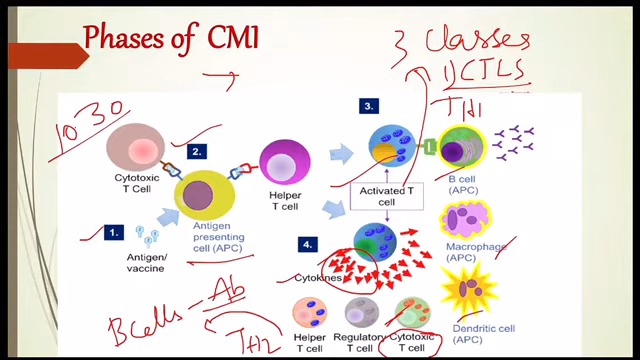 Phases of CMI
3 Classes
1) CTLS
TH1
10-30
3.
2.
Cytotoxic
T Cell
Helper
T cell
Activated T
cell
B cell
(APC)
1.
Antigen/
vaccine
Antigen
presenting
cell (APC)
4.
Cytokines
Macrophage
(APC)
B cells - Ab
TH2
Helper
T cell
Regulatory
T cell
Cytotoxic
T cell
Dendritic cell
(APC)